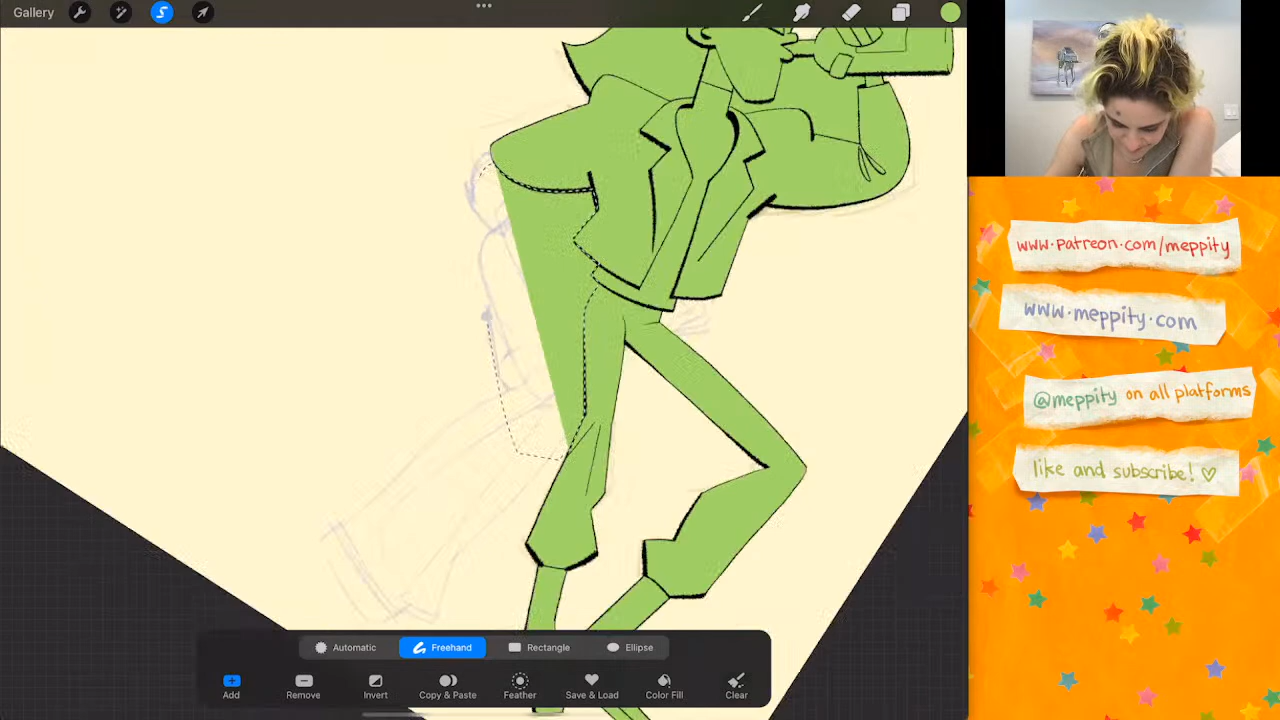 Gallery
www.patreon.com/meppity
www.meppity.com
@meppity on all platforms
like and subscribe!
Automatic
Freehand
Rectangle
Ellipse
Add
Remove
Invert
Copy & Paste
Feather
Save & Load
Color Fill
Clear